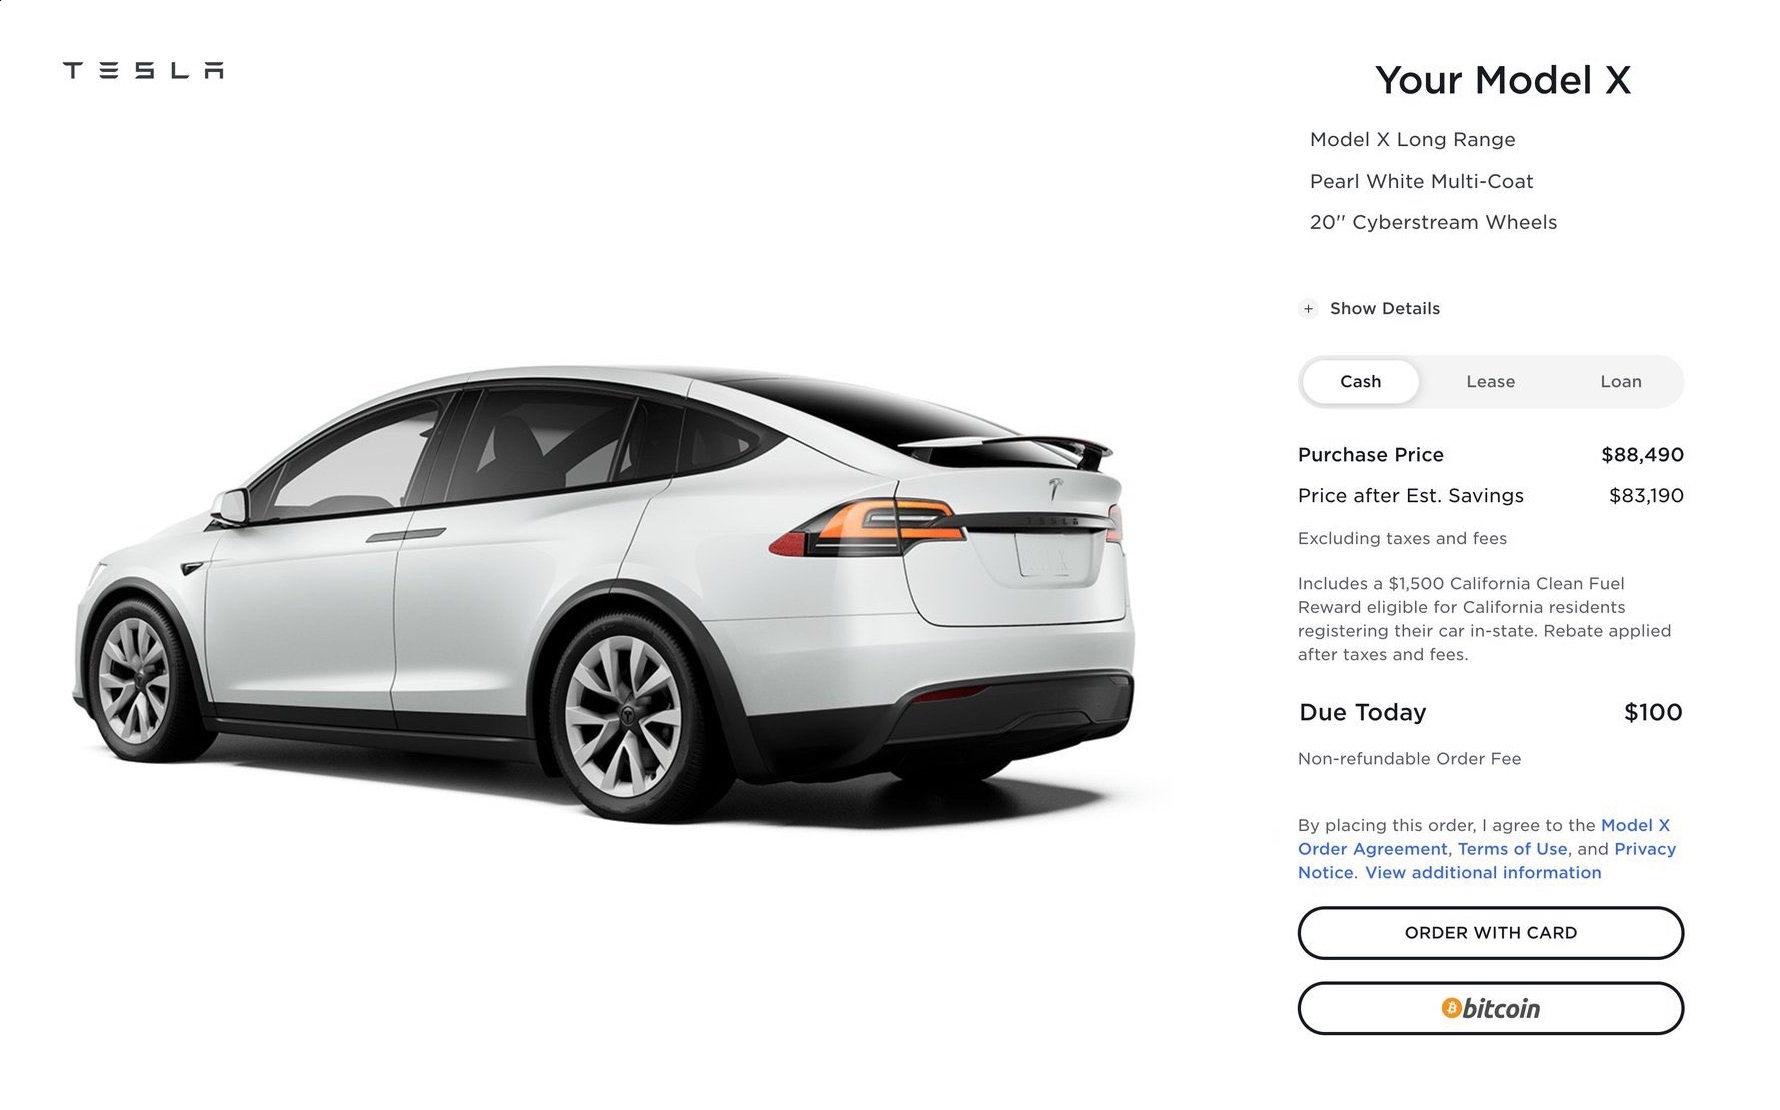 TESLA
Your Model X
Model X Long Range
Pearl White Multi-Coat
20'' Cyberstream Wheels
+ Show Details
Cash Lease Loan
Purchase Price $88,490
Price after Est. Savings $83,190
Excluding taxes and fees
Includes a $1,500 California Clean Fuel
Reward eligible for California residents
registering their car in-state. Rebate applied
after taxes and fees.
Due Today $100
Non-refundable Order Fee
By placing this order, I agree to the Model X
Order Agreement, Terms of Use, and Privacy
Notice. View additional information
ORDER WITH CARD
bitcoin
TESLA